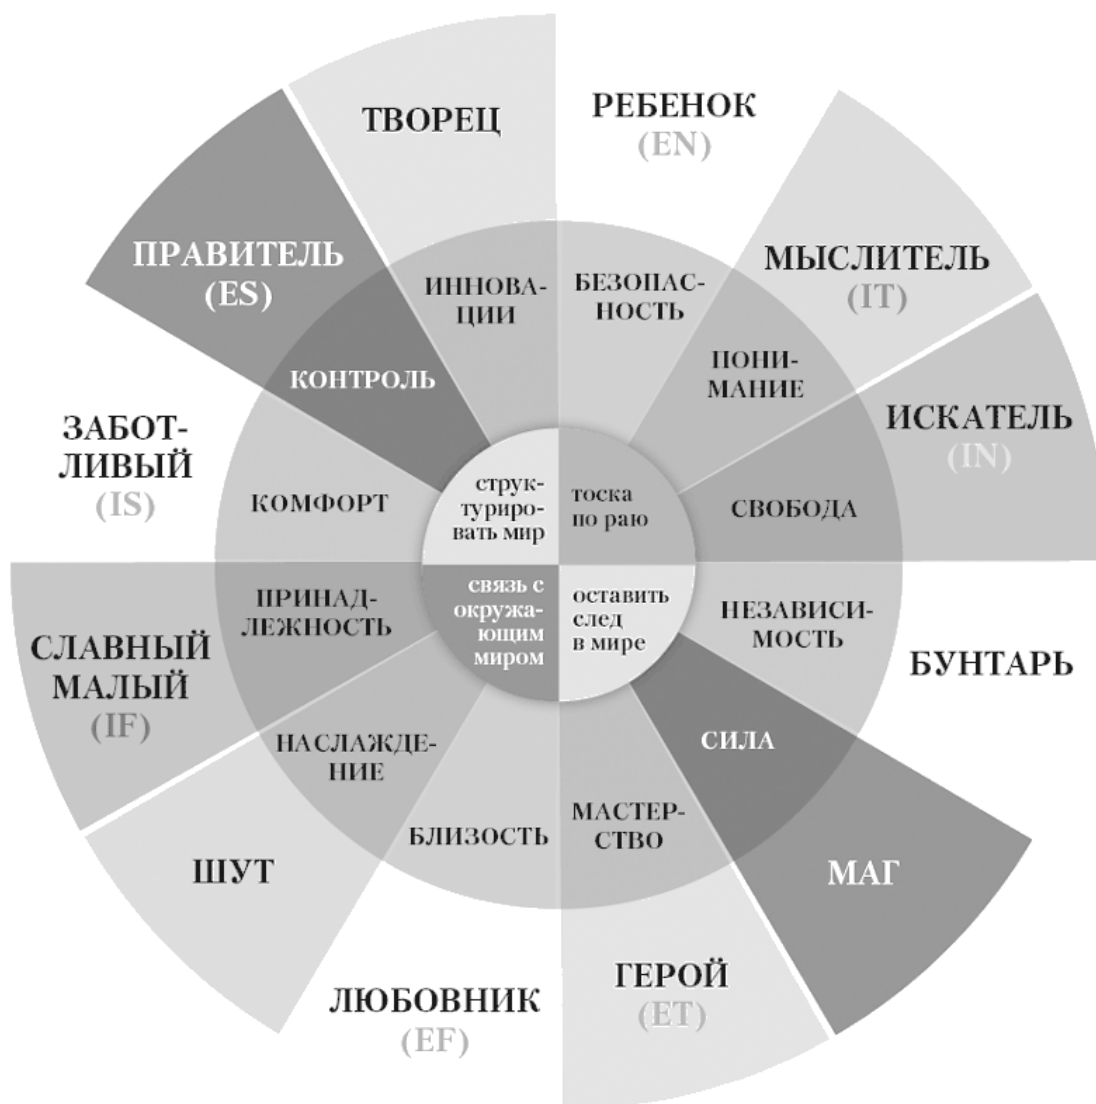 ТВОРЕЦ
РЕБЕНОК
(EN)
МЫСЛИТЕЛЬ
(IT)
ИСКАТЕЛЬ
(IN)
БУНТАРЬ
МАГ
ГЕРОЙ
(ET)
ЛЮБОВНИК
(EF)
ШУТ
СЛАВНЫЙ
МАЛЫЙ
(IF)
ЗАБОТ-
ЛИВЫЙ
(IS)
ПРАВИТЕЛЬ
(ES)
ИННОВА-
ЦИИ
БЕЗОПАС-
НОСТЬ
ПОНИ-
МАНИЕ
СВОБОДА
НЕЗАВИСИ-
МОСТЬ
СИЛА
МАСТЕР-
СТВО
БЛИЗОСТЬ
НАСЛАЖДЕ-
НИЕ
ПРИНАД-
ЛЕЖНОСТЬ
КОМФОРТ
КОНТРОЛЬ
струк-
туриро-
вать мир
тоска
по раю
оставить
след
в мире
связь с
окружа-
ющим
миром